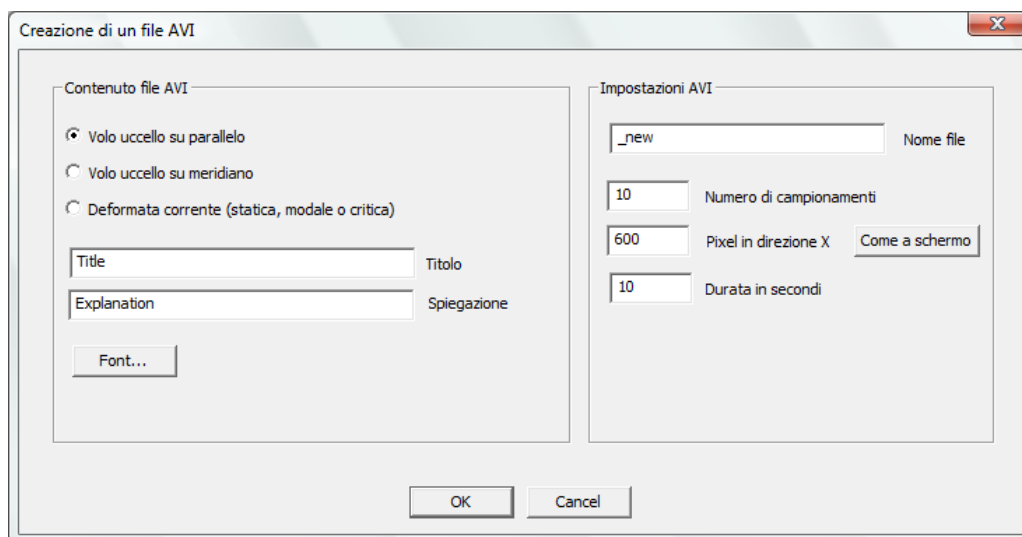 Creazione di un file AVI
Contenuto file AVI
Volo uccello su parallelo
Volo uccello su meridiano
Deformata corrente (statica, modale o critica)
Title
Titolo
Explanation
Spiegazione
Font...
Impostazioni AVI
_new
Nome file
10
Numero di campionamenti
600
Pixel in direzione X
Come a schermo
10
Durata in secondi
OK
Cancel